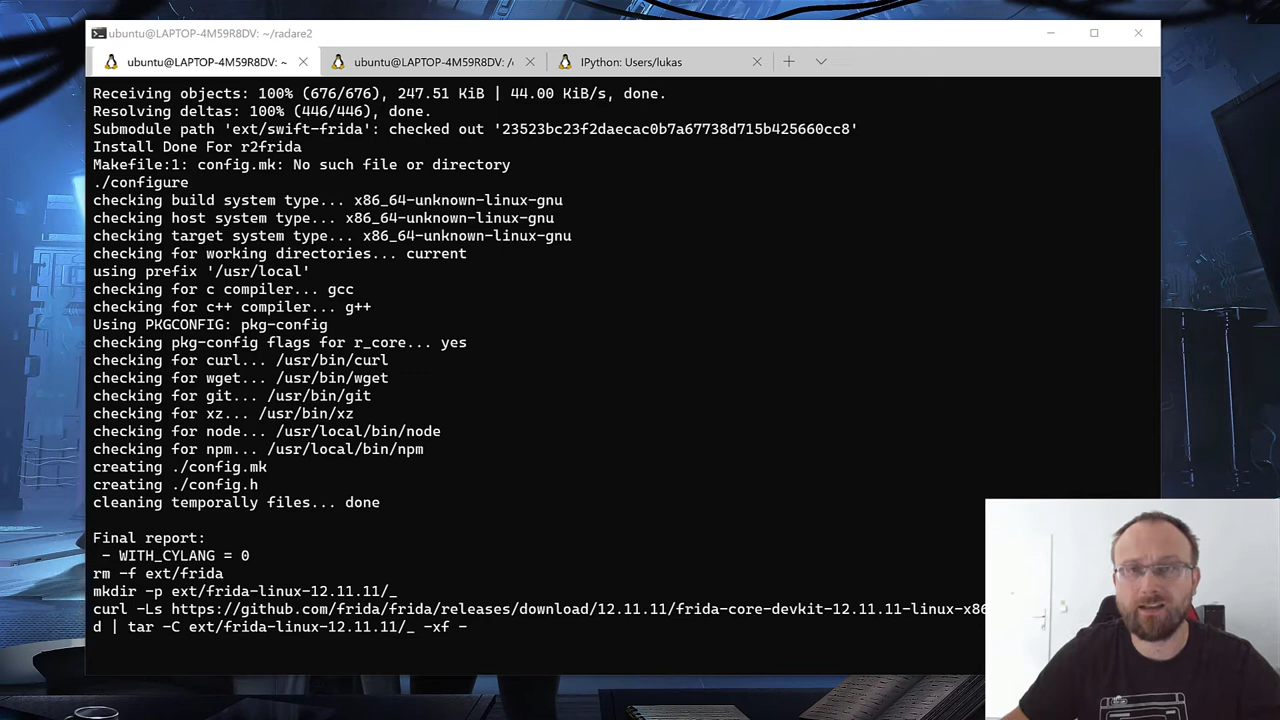 ubuntu@LAPTOP-4M59R8DV: ~/radare2
ubuntu@LAPTOP-4M59R8DV: ~
ubuntu@LAPTOP-4M59R8DV: /
IPython: Users/lukas
Receiving objects: 100% (676/676), 247.51 KiB | 44.00 KiB/s, done.
Resolving deltas: 100% (446/446), done.
Submodule path 'ext/swift-frida': checked out '23523bc23f2daecac0b7a67738d715b425660cc8'
Install Done For r2frida
Makefile:1: config.mk: No such file or directory
./configure
checking build system type... x86_64-unknown-linux-gnu
checking host system type... x86_64-unknown-linux-gnu
checking target system type... x86_64-unknown-linux-gnu
checking for working directories... current
using prefix '/usr/local'
checking for c compiler... gcc
checking for c++ compiler... g++
Using PKGCONFIG: pkg-config
checking pkg-config flags for r_core... yes
checking for curl... /usr/bin/curl
checking for wget... /usr/bin/wget
checking for git... /usr/bin/git
checking for xz... /usr/bin/xz
checking for node... /usr/local/bin/node
checking for npm... /usr/local/bin/npm
creating ./config.mk
creating ./config.h
cleaning temporally files... done
Final report:
- WITH_CYLANG = 0
rm -f ext/frida
mkdir -p ext/frida-linux-12.11.11/_
curl -Ls https://github.com/frida/frida/releases/download/12.11.11/frida-core-devkit-12.11.11-linux-x86
d | tar -C ext/frida-linux-12.11.11/_ -xf -